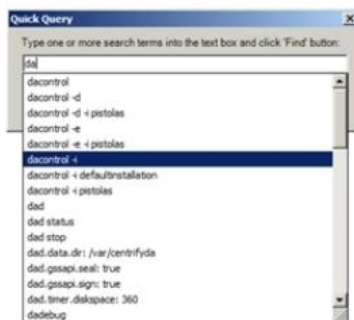 Quick Query
Type one or more search terms into the text box and click 'Find' button:
da
dacontrol
dacontrol -d
dacontrol -d -i pistolas
dacontrol -e
dacontrol -e -i pistolas
dacontrol -i
dacontrol -i defaultinstallation
dacontrol -i pistolas
dad
dad status
dad stop
dad.data.dir: /var/centrifyda
dad.gssapi.seal: true
dad.gssapi.sign: true
dad.timer.diskspace: 360
dadebug